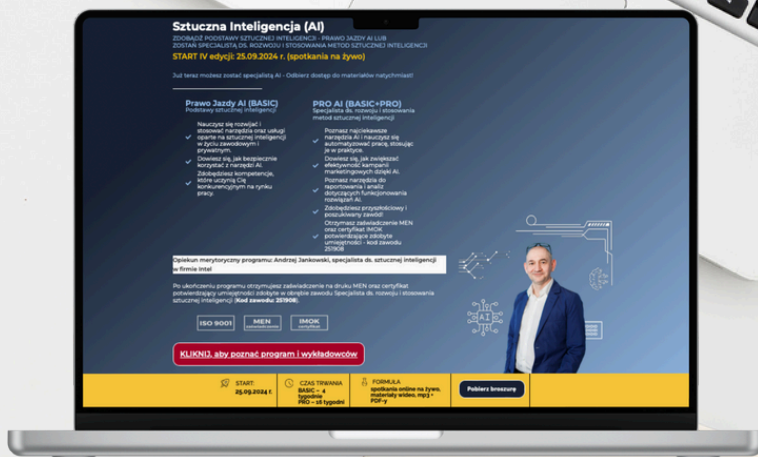 Sztuczna Inteligencja (AI)
ZDOBĄDŹ PODSTAWY SZTUCZNEJ INTELIGENCJI - PRAWO JAZDY AI LUB
ZOSTAŃ SPECJALISTĄ DS. ROZWOJU I STOSOWANIA METOD SZTUCZNEJ INTELIGENCJI
START IV edycji: 25.09.2024 r. (spotkania na żywo)
Już teraz możesz zostać specjalistą AI - Odbierz dostęp do materiałów natychmiast!
Prawo Jazdy AI (BASIC)
Podstawy sztucznej inteligencji
Nauczysz się rozwijać i
stosować narzędzia oraz usługi
oparte na sztucznej inteligencji
w życiu zawodowym i
prywatnym.
Dowiesz się, jak bezpiecznie
korzystać z narzędzi AI.
Zdobędziesz kompetencje,
które uczynią Cię
konkurencyjnym na rynku
pracy.
PRO AI (BASIC+PRO)
Specjalista ds. rozwoju i stosowania
metod sztucznej inteligencji
Poznasz najciekawsze
narzędzia AI i nauczysz się
automatyzować pracę, stosując
je w praktyce.
Dowiesz się, jak zwiększać
efektywność kampanii
marketingowych dzięki AI.
Poznasz narzędzia do
raportowania i analiz
dotyczących funkcjonowania
rozwiązań AI.
Zdobędziesz przyszłościowy i
poszukiwany zawód!
Otrzymasz zaświadczenie MEN
oraz certyfikat IMOK
potwierdzające zdobyte
umiejętności - kod zawodu
251908
Opiekun merytoryczny programu: Andrzej Jankowski, specjalista ds. sztucznej inteligencji
w firmie Intel
Po ukończeniu programu otrzymujesz zaświadczenie na druku MEN oraz certyfikat
potwierdzający umiejętności zdobyte w obrębie zawodu Specjalista ds. rozwoju i stosowania
sztucznej inteligencji (Kod zawodu: 251908).
ISO 9001
MEN
zaświadczenie
IMOK
certyfikat
KLIKNIJ, aby poznać program i wykładowców
AI
START:
25.09.2024 r.
CZAS TRWANIA
BASIC – 4
tygodnie
PRO – 16 tygodni
FORMUŁA
spotkania online na żywo,
materiały wideo, mp3 +
PDF-y
Pobierz broszurę